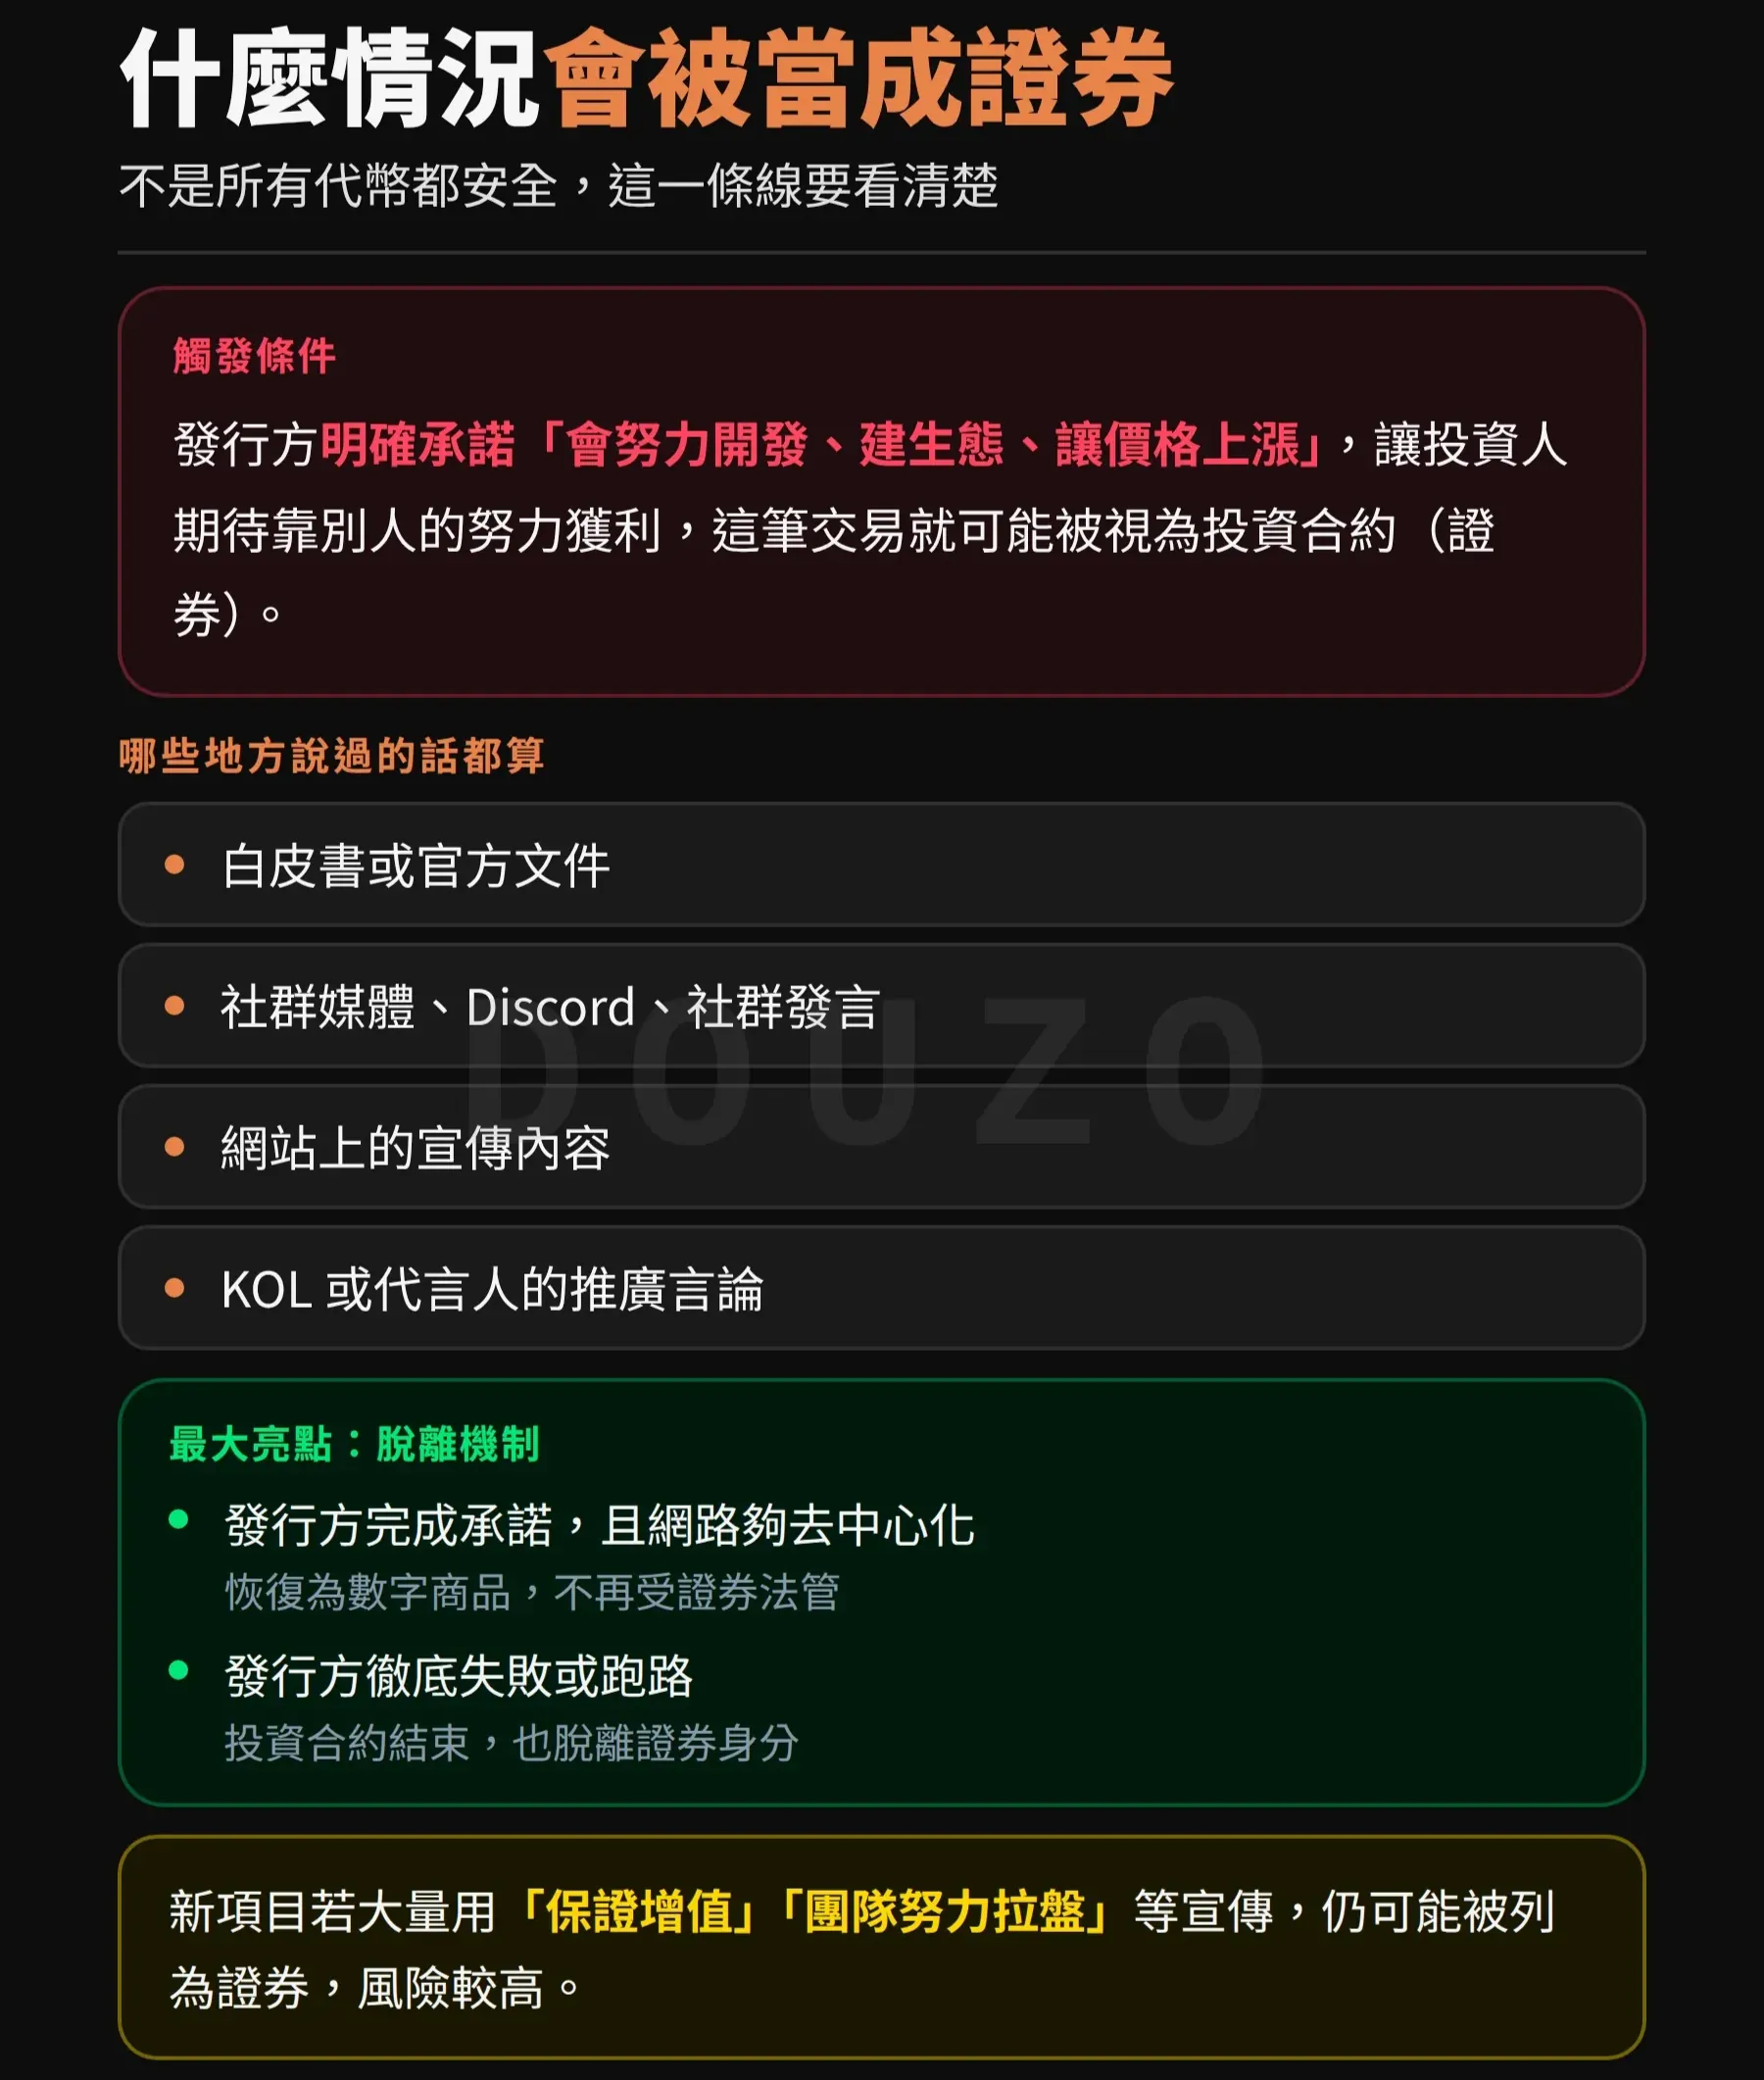 什麼情況會被當成證券
不是所有代幣都安全，這一條線要看清楚
觸發條件
發行方明確承諾「會努力開發、建生態、讓價格上漲」，讓投資人
期待靠別人的努力獲利，這筆交易就可能被視為投資合約（證
券）。
哪些地方說過的話都算
白皮書或官方文件
社群媒體、Discord、社群發言
DOUZO
網站上的宣傳內容
KOL 或代言人的推廣言論
最大亮點：脫離機制
發行方完成承諾，且網路夠去中心化
恢復為數字商品，不再受證券法管
發行方徹底失敗或跑路
投資合約結束，也脫離證券身分
新項目若大量用「保證增值」「團隊努力拉盤」等宣傳，仍可能被列
為證券，風險較高。